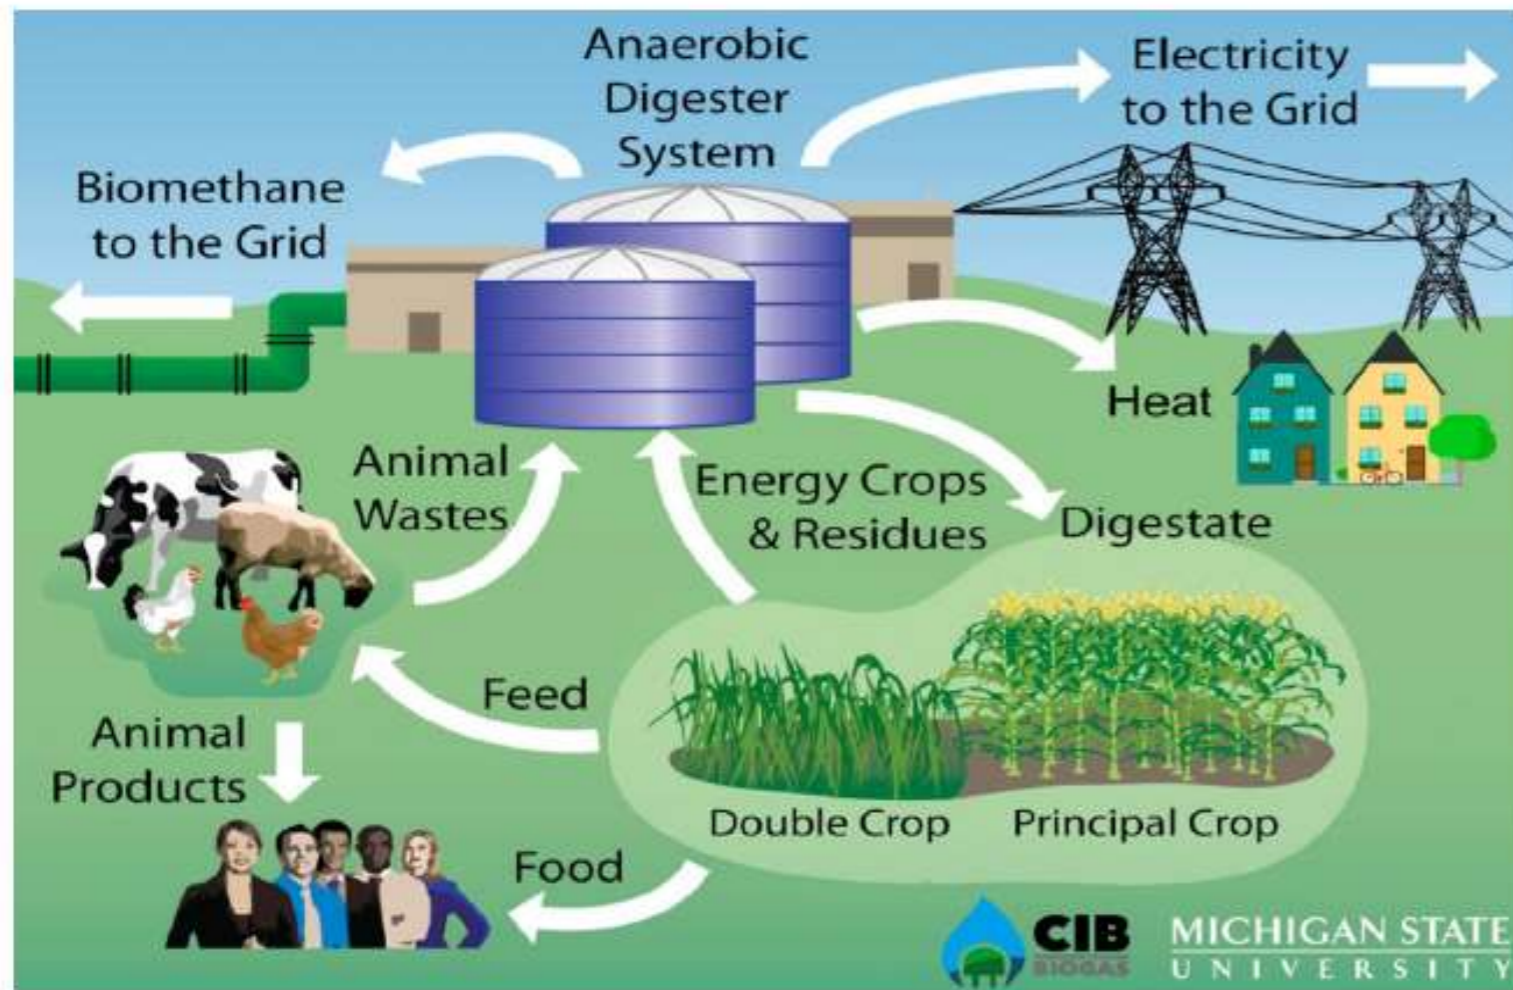 Anaerobic
Digester
System
Electricity
to the Grid
Biomethane
to the Grid
Heat
Animal
Wastes
Energy Crops
& Residues
Digestate
Feed
Animal
Products
Double Crop
Principal Crop
Food
CIB
BIOGAS
MICHIGAN STATE
UNIVERSITY